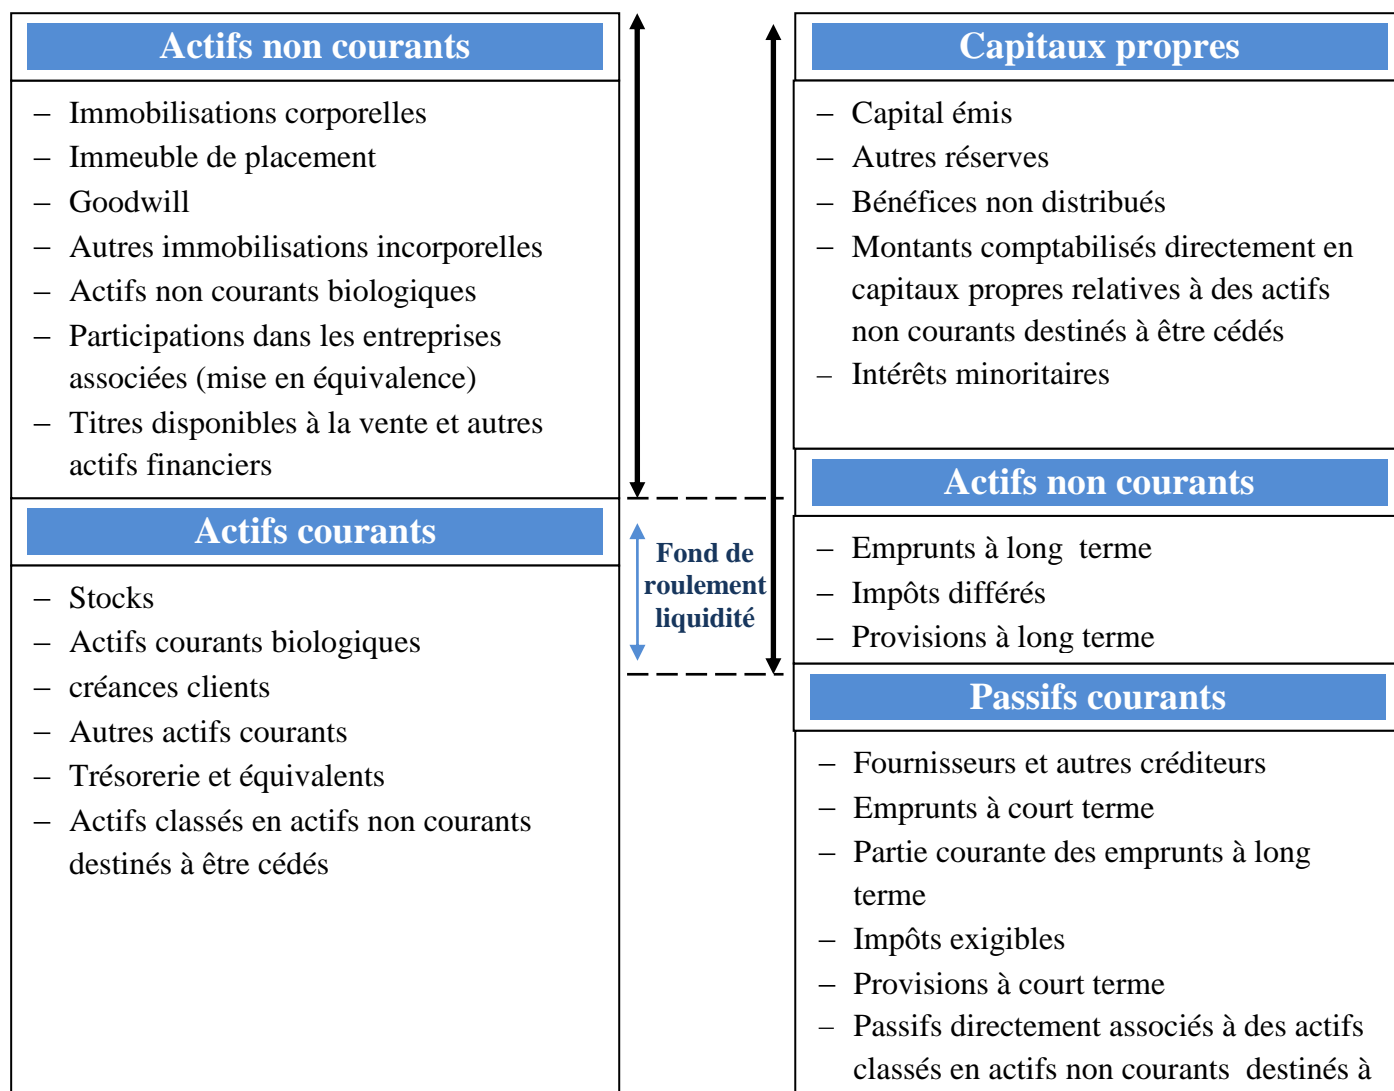 Actifs non courants
– Immobilisations corporelles
– Immeuble de placement
– Goodwill
– Autres immobilisations incorporelles
– Actifs non courants biologiques
– Participations dans les entreprises
associées (mise en équivalence)
– Titres disponibles à la vente et autres
actifs financiers
Actifs courants
– Stocks
– Actifs courants biologiques
– créances clients
– Autres actifs courants
– Trésorerie et équivalents
– Actifs classés en actifs non courants
destinés à être cédés
Fond de
roulement
liquidité
Capitaux propres
– Capital émis
– Autres réserves
– Bénéfices non distribués
– Montants comptabilisés directement en
capitaux propres relatives à des actifs
non courants destinés à être cédés
– Intérêts minoritaires
Actifs non courants
– Emprunts à long terme
– Impôts différés
– Provisions à long terme
Passifs courants
– Fournisseurs et autres créditeurs
– Emprunts à court terme
– Partie courante des emprunts à long
terme
– Impôts exigibles
– Provisions à court terme
– Passifs directement associés à des actifs
classés en actifs non courants destinés à